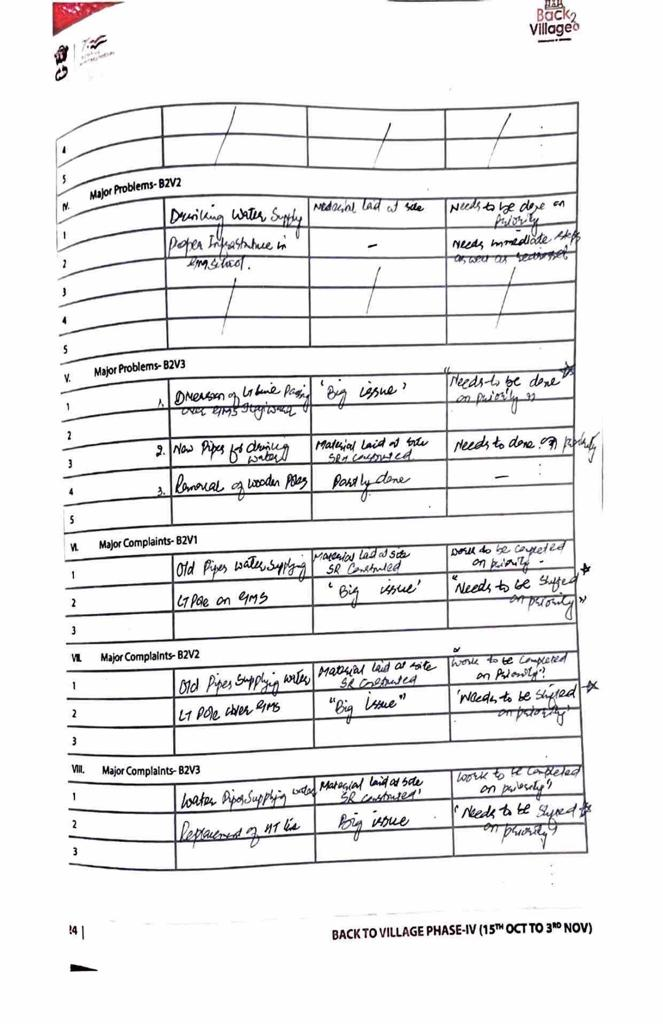 Back2
Village
4
5
IV. Major Problems- B2V2
1 Drinking Water Supply Material laid at site Needs to be done on priority
2 Proper Infrastructure in School. - Needs immediate steps as well as
3
4
5
V. Major Problems- B2V3
1 1. Diversion of LT Line Passing over GMS "Big issue" "Needs to be done on priority"
2
3 2. New Pipes for drinking water Material laid at site SR constructed Needs to done on priority
4 3. Removal of wooden Poles Partly done -
5
VI. Major Complaints- B2V1
1 Old Pipes Water Supplying Material laid at site SR Constructed work to be completed on priority -
2 LT Pole on GMS "Big issue" "Needs to be Shifted on priority"
3
VII. Major Complaints- B2V2
1 Old Pipes Supplying water Material laid at site SR Constructed "Work to be Completed on Priority"
2 LT Pole over GMS "Big Issue" "Needs to be Shifted on priority"
3
VIII. Major Complaints- B2V3
1 Water Pipes Supplying water Material laid at site SR constructed' Work to be Completed on priority"
2 Replacement of HT Big issue "Needs to be Shifted on priority"
3
24 |
BACK TO VILLAGE PHASE-IV (15TH OCT TO 3RD NOV)